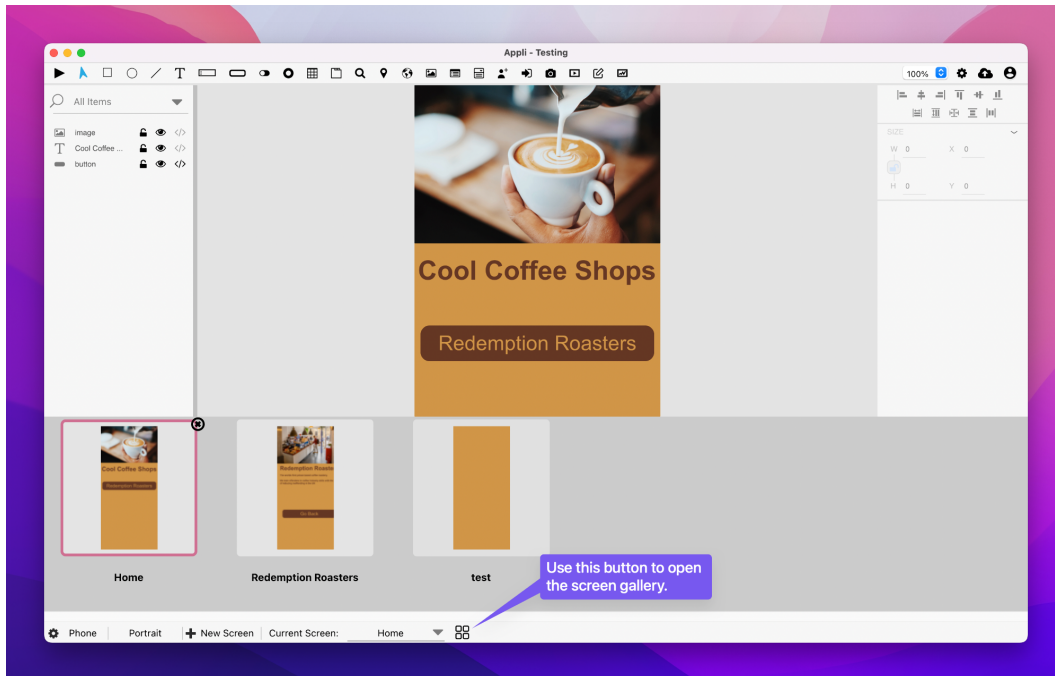 Appli - Testing
T
100%
All Items
image
T Cool Coffee ...
button
SIZE
W 0 X 0
H 0 Y 0
Cool Coffee Shops
Redemption Roasters
Cool Coffee Shops
Redemption Roasters
Redemption Roaste
Go Back
Home
Redemption Roasters
test
Use this button to open
the screen gallery.
Phone Portrait New Screen Current Screen: Home